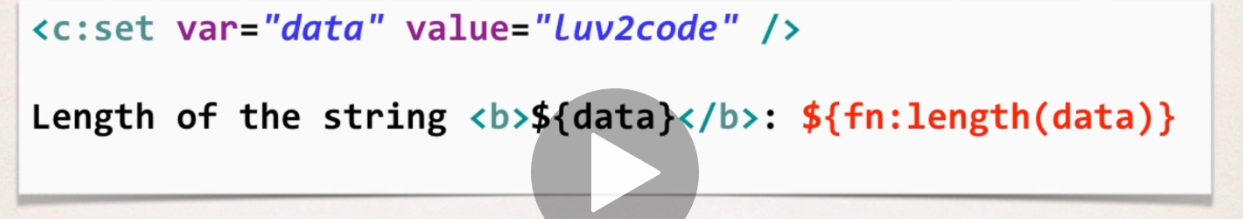 <c:set var="data" value="luv2code" />
Length of the string <b>${data}</b>: ${fn:length(data)}